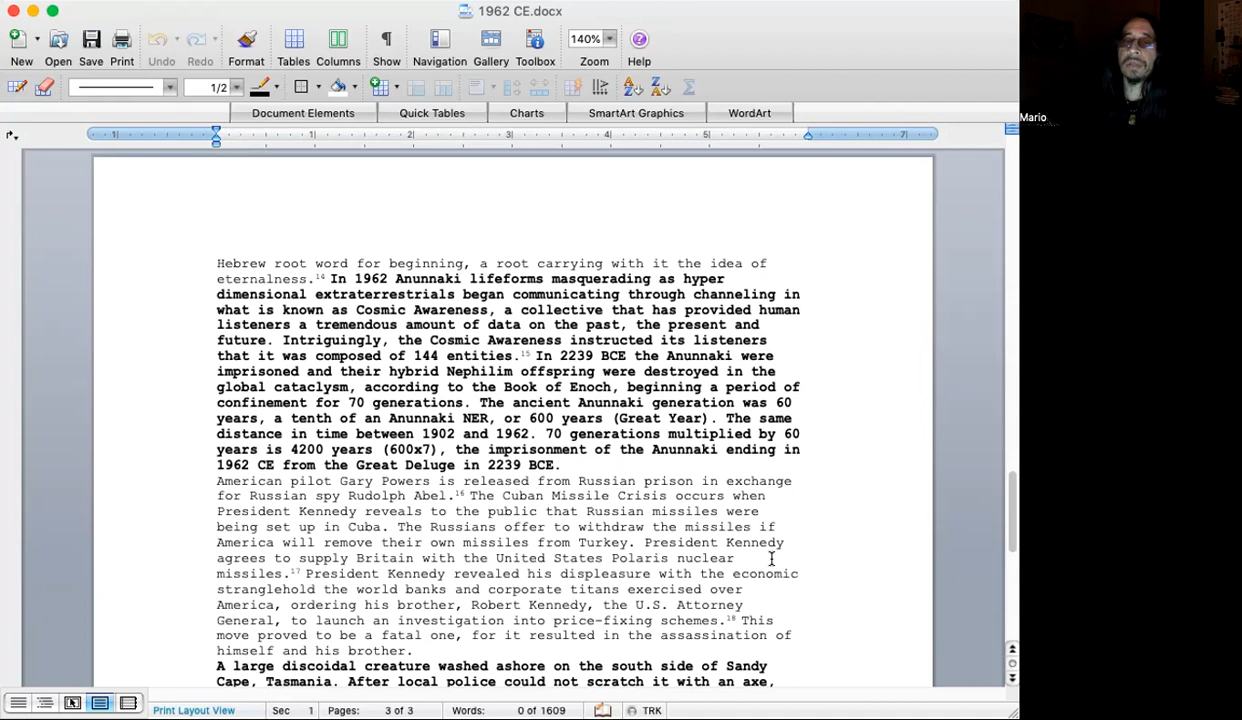 1962 CE.docx
New Open Save Print Undo Redo Format Tables Columns Show Navigation Gallery Toolbox Zoom Help
140%
1/2
Document Elements Quick Tables Charts SmartArt Graphics WordArt
1 1 2 3 4 5 7
Mario
Hebrew root word for beginning, a root carrying with it the idea of
eternalness.14 In 1962 Anunnaki lifeforms masquerading as hyper
dimensional extraterrestrials began communicating through channeling in
what is known as Cosmic Awareness, a collective that has provided human
listeners a tremendous amount of data on the past, the present and
future. Intriguingly, the Cosmic Awareness instructed its listeners
that it was composed of 144 entities.15 In 2239 BCE the Anunnaki were
imprisoned and their hybrid Nephilim offspring were destroyed in the
global cataclysm, according to the Book of Enoch, beginning a period of
confinement for 70 generations. The ancient Anunnaki generation was 60
years, a tenth of an Anunnaki NER, or 600 years (Great Year). The same
distance in time between 1902 and 1962. 70 generations multiplied by 60
years is 4200 years (600x7), the imprisonment of the Anunnaki ending in
1962 CE from the Great Deluge in 2239 BCE.
American pilot Gary Powers is released from Russian prison in exchange
for Russian spy Rudolph Abel.16 The Cuban Missile Crisis occurs when
President Kennedy reveals to the public that Russian missiles were
being set up in Cuba. The Russians offer to withdraw the missiles if
America will remove their own missiles from Turkey. President Kennedy
agrees to supply Britain with the United States Polaris nuclear
missiles.17 President Kennedy revealed his displeasure with the economic
stranglehold the world banks and corporate titans exercised over
America, ordering his brother, Robert Kennedy, the U.S. Attorney
General, to launch an investigation into price-fixing schemes.18 This
move proved to be a fatal one, for it resulted in the assassination of
himself and his brother.
A large discoidal creature washed ashore on the south side of Sandy
Cape, Tasmania. After local police could not scratch it with an axe,
Print Layout View Sec 1 Pages: 3 of 3 Words: 0 of 1609 TRK